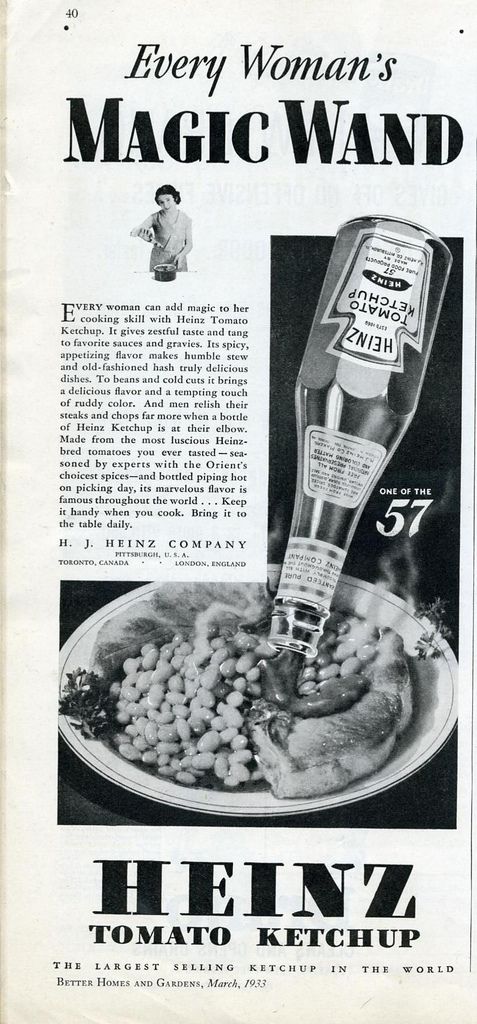 40
Every Woman's
MAGIC WAND
EVERY woman can add magic to her
cooking skill with Heinz Tomato
Ketchup. It gives zestful taste and tang
to favorite sauces and gravies. Its spicy,
appetizing flavor makes humble stew
and old-fashioned hash truly delicious
dishes. To beans and cold cuts it brings
a delicious flavor and a tempting touch
of ruddy color. And men relish their
steaks and chops far more when a bottle
of Heinz Ketchup is at their elbow.
Made from the most luscious Heinz-
bred tomatoes you ever tasted—sea-
soned by experts with the Orient's
choicest spices—and bottled piping hot
on picking day, its marvelous flavor is
famous throughout the world . . . Keep
it handy when you cook. Bring it to
the table daily.
H. J. HEINZ COMPANY
PITTSBURGH, U. S. A.
TORONTO, CANADA · · LONDON, ENGLAND
PURE FOOD PRODUCTS
57
HEINZ
TOMATO
KETCHUP
ESTD 1869
HEINZ
ONE OF THE
57
HEINZ
TOMATO KETCHUP
THE LARGEST SELLING KETCHUP IN THE WORLD
BETTER HOMES AND GARDENS, March, 1933